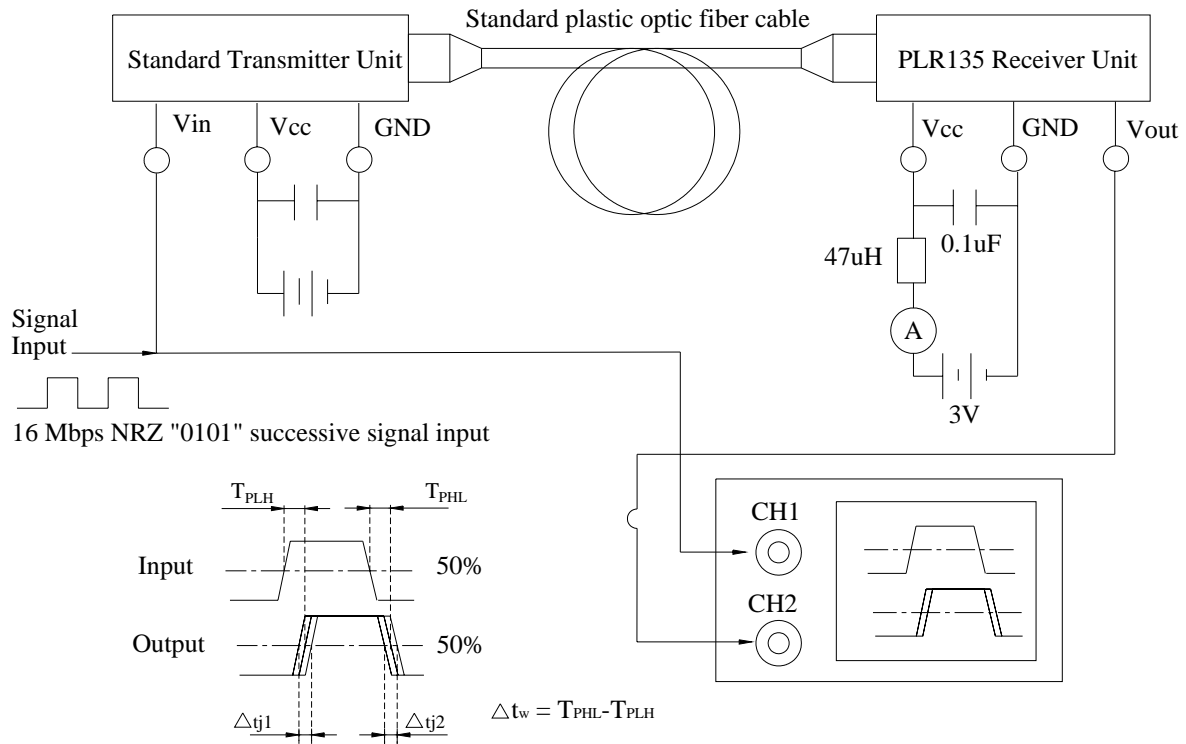 Standard plastic optic fiber cable
Standard Transmitter Unit
PLR135 Receiver Unit
Vin
Vcc
GND
Vcc
GND
Vout
0.1uF
47uH
A
3V
Signal
Input
16 Mbps NRZ "0101" successive signal input
TPLH
TPHL
Input
50%
Output
50%
△tj1
△tj2
△tw = TPHL-TPLH
CH1
CH2